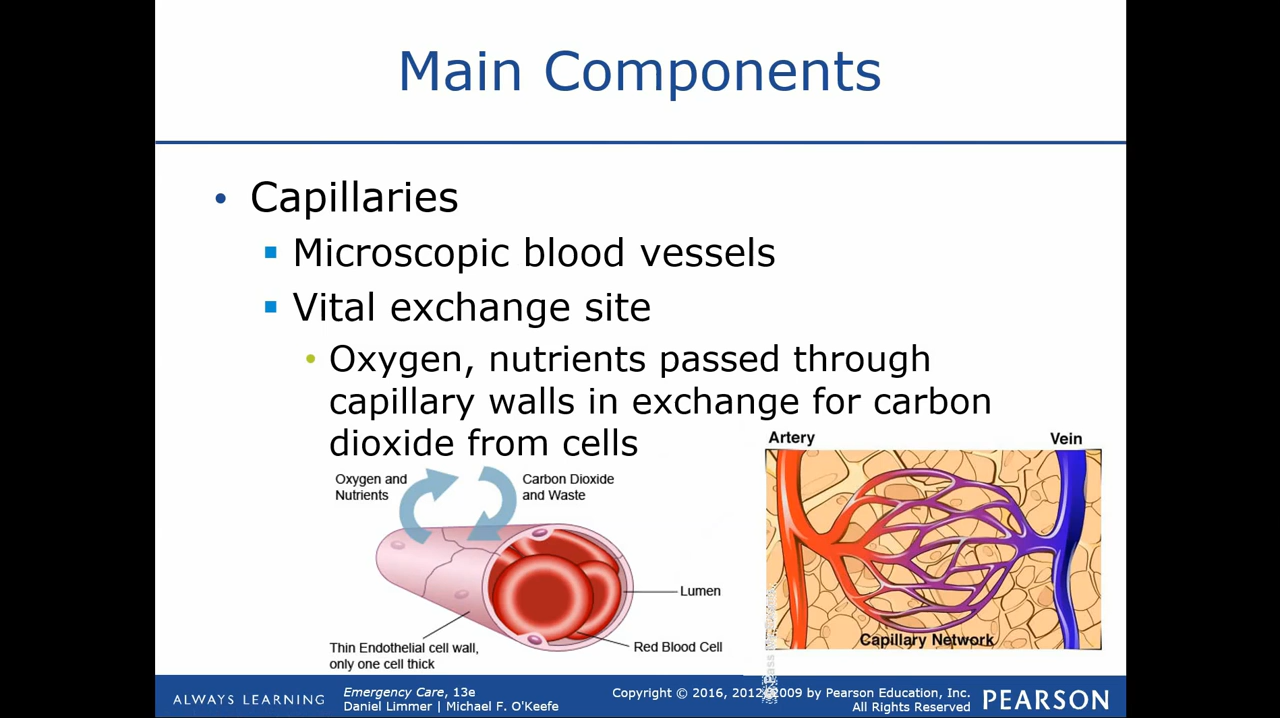 Main Components
• Capillaries
▪ Microscopic blood vessels
▪ Vital exchange site
• Oxygen, nutrients passed through
capillary walls in exchange for carbon
dioxide from cells
Oxygen and
Nutrients
Carbon Dioxide
and Waste
Lumen
Red Blood Cell
Thin Endothelial cell wall,
only one cell thick
Artery
Vein
Capillary Network
ALWAYS LEARNING
Emergency Care, 13e
Daniel Limmer | Michael F. O'Keefe
Copyright © 2016, 2012, 2009 by Pearson Education, Inc.
All Rights Reserved
PEARSON